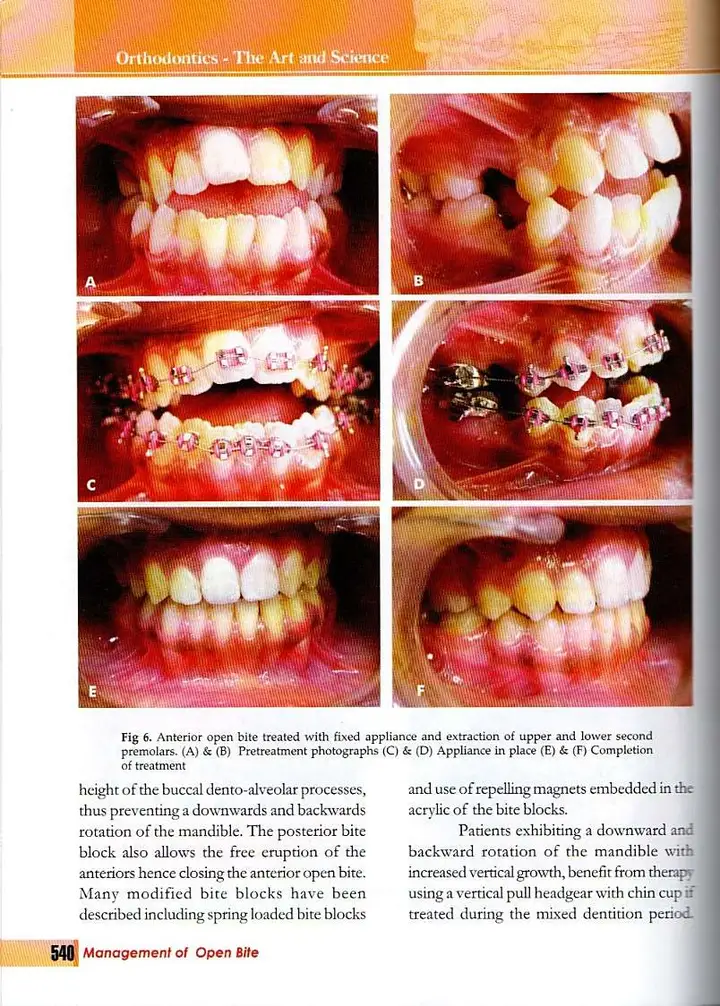 Orthodontics - The Art and Science
A
B
C
D
E
F
Fig 6. Anterior open bite treated with fixed appliance and extraction of upper and lower second
premolars. (A) & (B) Pretreatment photographs (C) & (D) Appliance in place (E) & (F) Completion
of treatment
height of the buccal dento-alveolar processes,
thus preventing a downwards and backwards
rotation of the mandible. The posterior bite
block also allows the free eruption of the
anteriors hence closing the anterior open bite.
Many modified bite blocks have been
described including spring loaded bite blocks
and use of repelling magnets embedded in the
acrylic of the bite blocks.
Patients exhibiting a downward and
backward rotation of the mandible with
increased vertical growth, benefit from therapy
using a vertical pull headgear with chin cup if
treated during the mixed dentition period.
540 Management of Open Bite